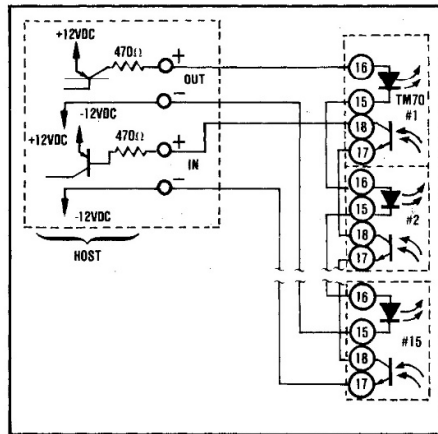 +12VDC
470Ω
+
OUT
16
−
15
TM70
#1
-12VDC
+12VDC
470Ω
+
IN
18
17
−
16
#2
15
18
17
-12VDC
HOST
16
15
#15
18
17